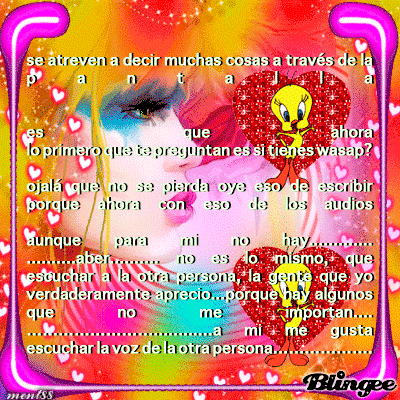 se atreven a decir muchas cosas a través de la
p a n t a l l a
es que ahora
lo primero que te preguntan es si tienes wasap?
ojalá que no se pierda oye eso de escribir
porque ahora con eso de los audios
aunque para mi no hay............
..........aber.......... no es lo mismo, que
escuchar a la otra persona, la gente que yo
verdaderamente aprecio...porque hay algunos
que no me importan....
......................................a mi me gusta
escuchar la voz de la otra persona....................
Blingee